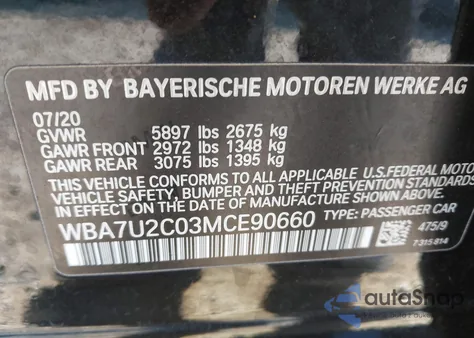 MFD BY BAYERISCHE MOTOREN WERKE AG
07/20
GVWR 5897 lbs 2675 kg
GAWR FRONT 2972 lbs 1348 kg
GAWR REAR 3075 lbs 1395 kg
THIS VEHICLE CONFORMS TO ALL APPLICABLE U.S. FEDERAL MOTOR
VEHICLE SAFETY, BUMPER AND THEFT PREVENTION STANDARDS
IN EFFECT ON THE DATE OF MANUFACTURE SHOWN ABOVE.
WBA7U2C03MCE90660 TYPE: PASSENGER CAR
475/9
7 315 814
autoSnap